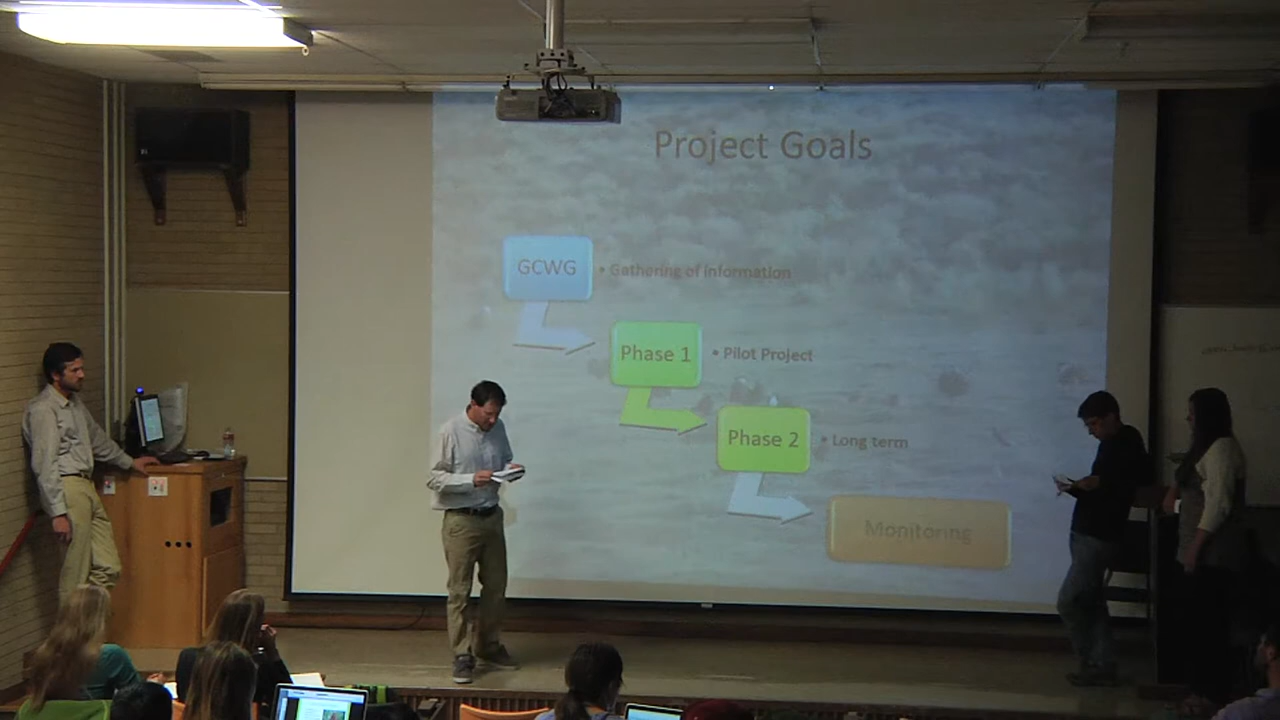 Project Goals
GCWG
• Gathering of information
Phase 1
• Pilot Project
Phase 2
• Long term
Monitoring